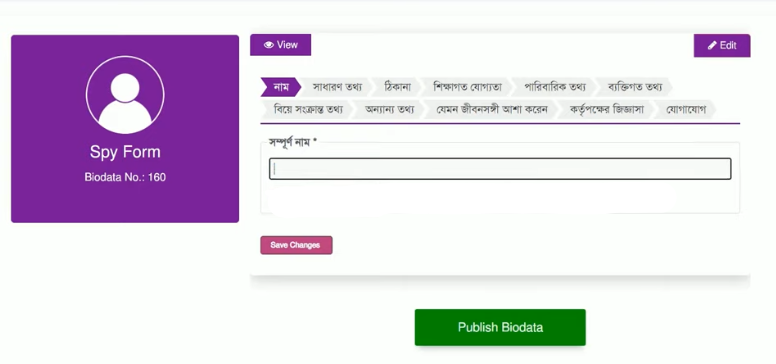 View
Edit
নাম
সাধারণ তথ্য
ঠিকানা
শিক্ষাগত যোগ্যতা
পারিবারিক তথ্য
ব্যক্তিগত তথ্য
বিয়ে সংক্রান্ত তথ্য
অন্যান্য তথ্য
যেমন জীবনসঙ্গী আশা করেন
কর্তৃপক্ষের জিজ্ঞাসা
যোগাযোগ
Spy Form
Biodata No.: 160
সম্পূর্ণ নাম *
Save Changes
Publish Biodata